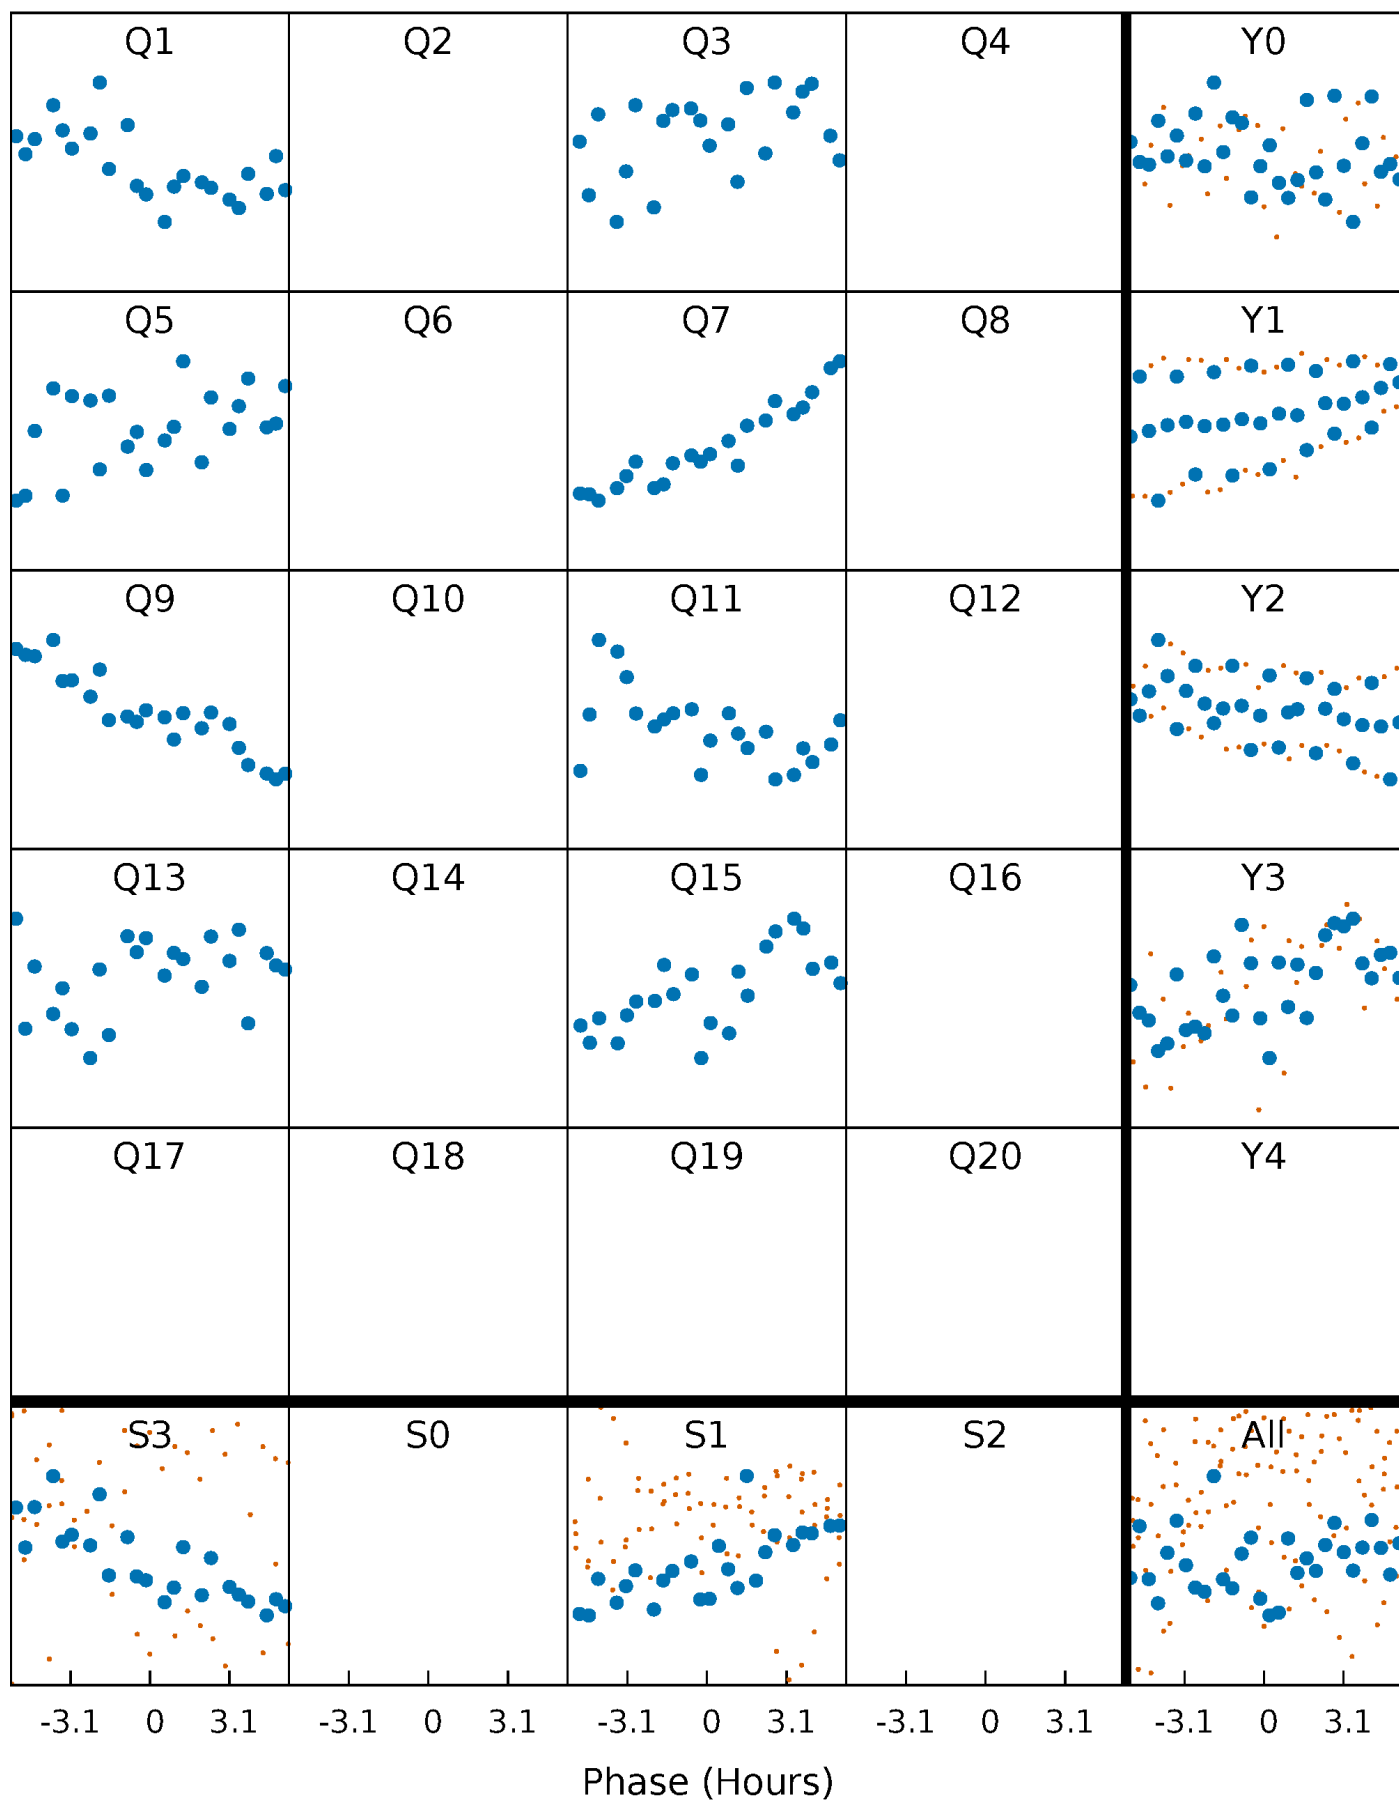 Q1 Q2 Q3 Q4 Y0
Q5 Q6 Q7 Q8 Y1
Q9 Q10 Q11 Q12 Y2
Q13 Q14 Q15 Q16 Y3
Q17 Q18 Q19 Q20 Y4
S3 S0 S1 S2 All
-3.1 0 3.1 -3.1 0 3.1 -3.1 0 3.1 -3.1 0 3.1 -3.1 0 3.1
Phase (Hours)